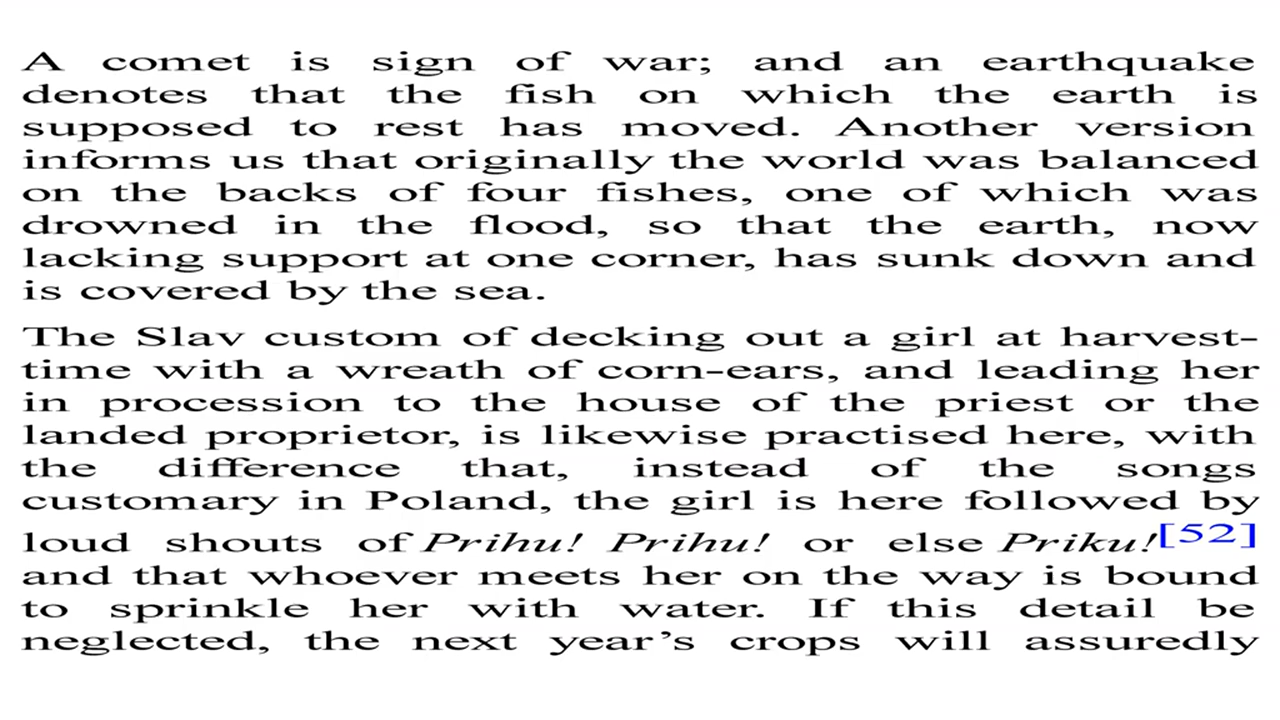 A comet is sign of war; and an earthquake
denotes that the fish on which the earth is
supposed to rest has moved. Another version
informs us that originally the world was balanced
on the backs of four fishes, one of which was
drowned in the flood, so that the earth, now
lacking support at one corner, has sunk down and
is covered by the sea.
The Slav custom of decking out a girl at harvest-
time with a wreath of corn-ears, and leading her
in procession to the house of the priest or the
landed proprietor, is likewise practised here, with
the difference that, instead of the songs
customary in Poland, the girl is here followed by
loud shouts of Prihu! Prihu! or else Priku![52]
and that whoever meets her on the way is bound
to sprinkle her with water. If this detail be
neglected, the next year’s crops will assuredly